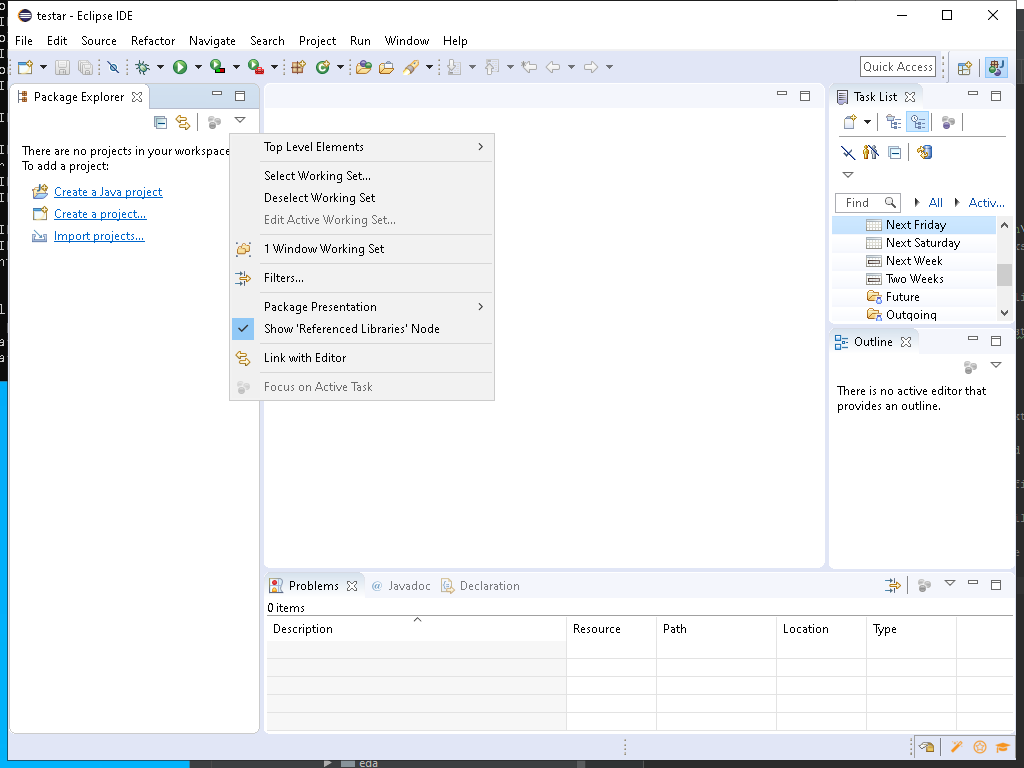 testar - Eclipse IDE
File Edit Source Refactor Navigate Search Project Run Window Help
Quick Access
Package Explorer
There are no projects in your workspace
To add a project:
Create a Java project
Create a project...
Import projects...
Top Level Elements
Select Working Set...
Deselect Working Set
Edit Active Working Set...
1 Window Working Set
Filters...
Package Presentation
Show 'Referenced Libraries' Node
Link with Editor
Focus on Active Task
Task List
Find All Activ...
Next Friday
Next Saturday
Next Week
Two Weeks
Future
Outgoing
Outline
There is no active editor that
provides an outline.
Problems @ Javadoc Declaration
0 items
Description Resource Path Location Type
eda